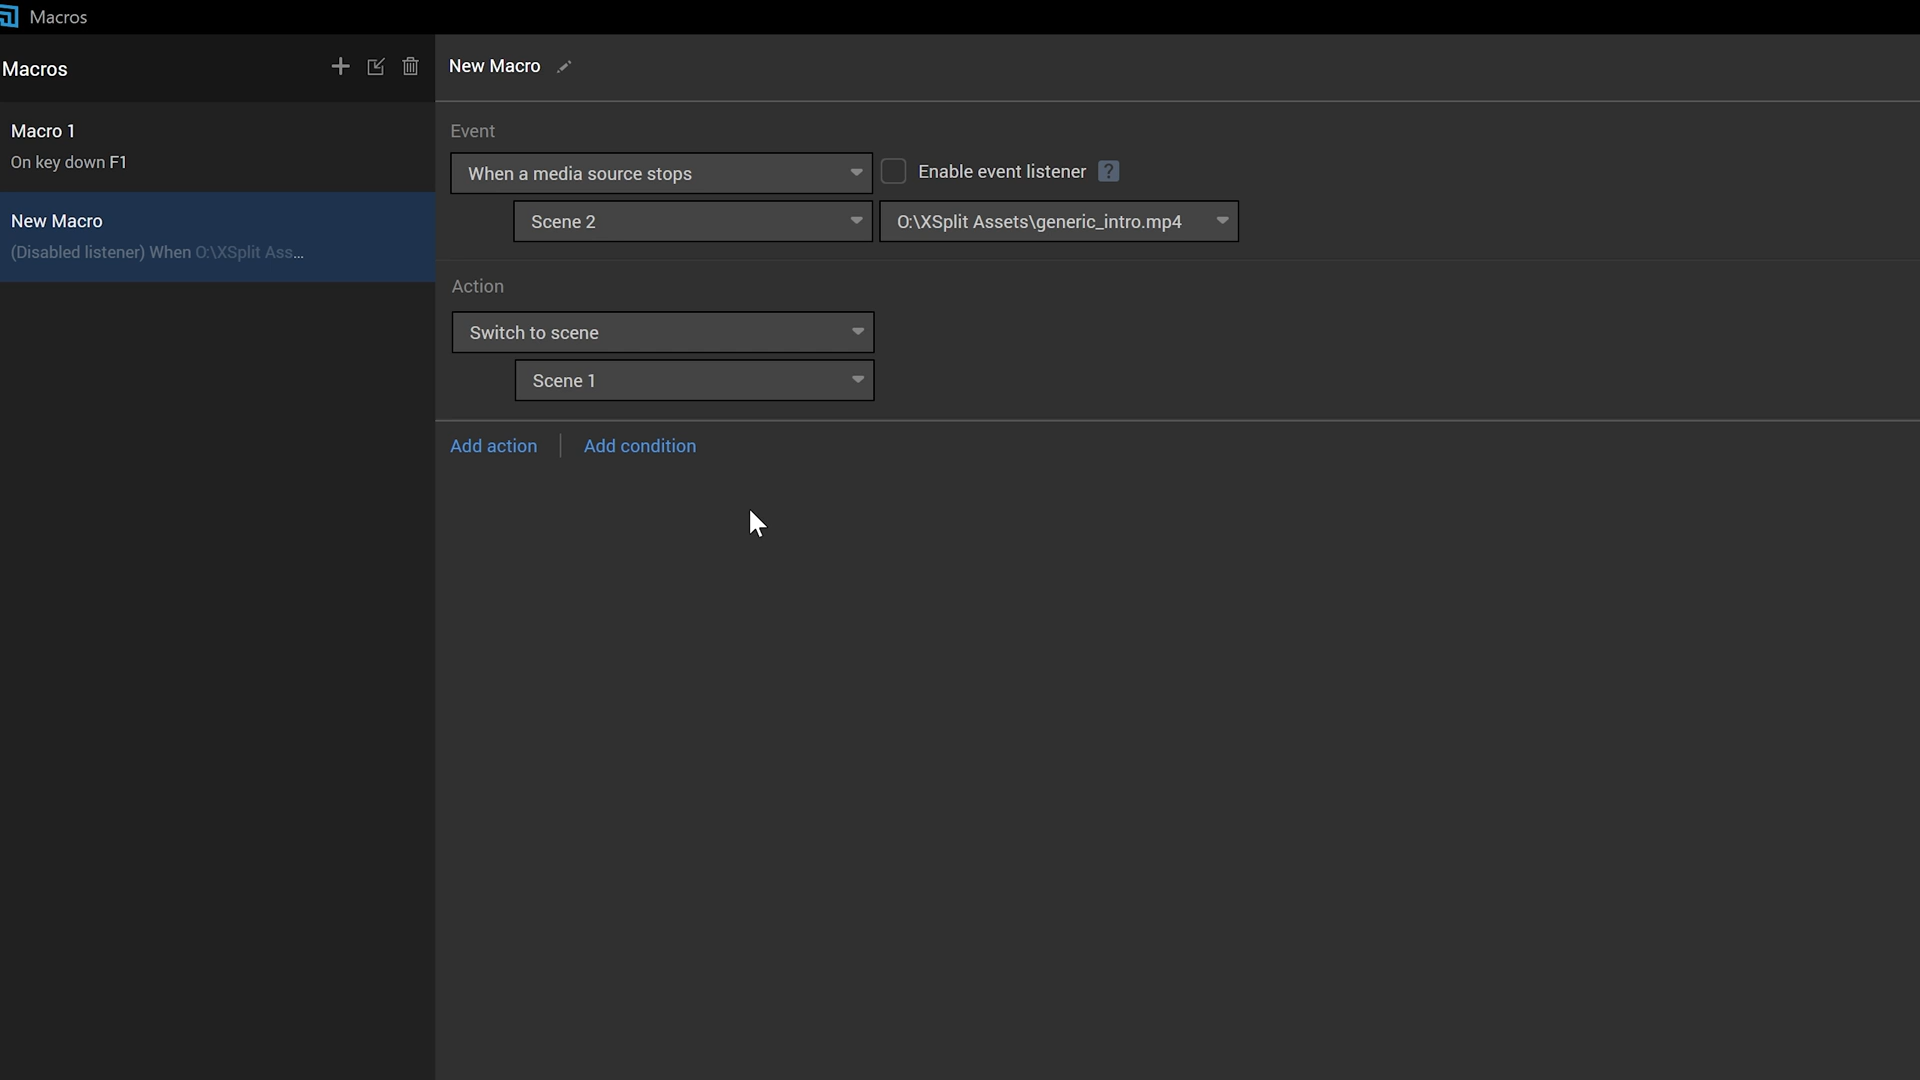 Macros
Macros
Macro 1
On key down F1
New Macro
(Disabled listener) When O:\XSplit Ass...
New Macro
Event
When a media source stops
Enable event listener ?
Scene 2
O:\XSplit Assets\generic_intro.mp4
Action
Switch to scene
Scene 1
Add action
Add condition